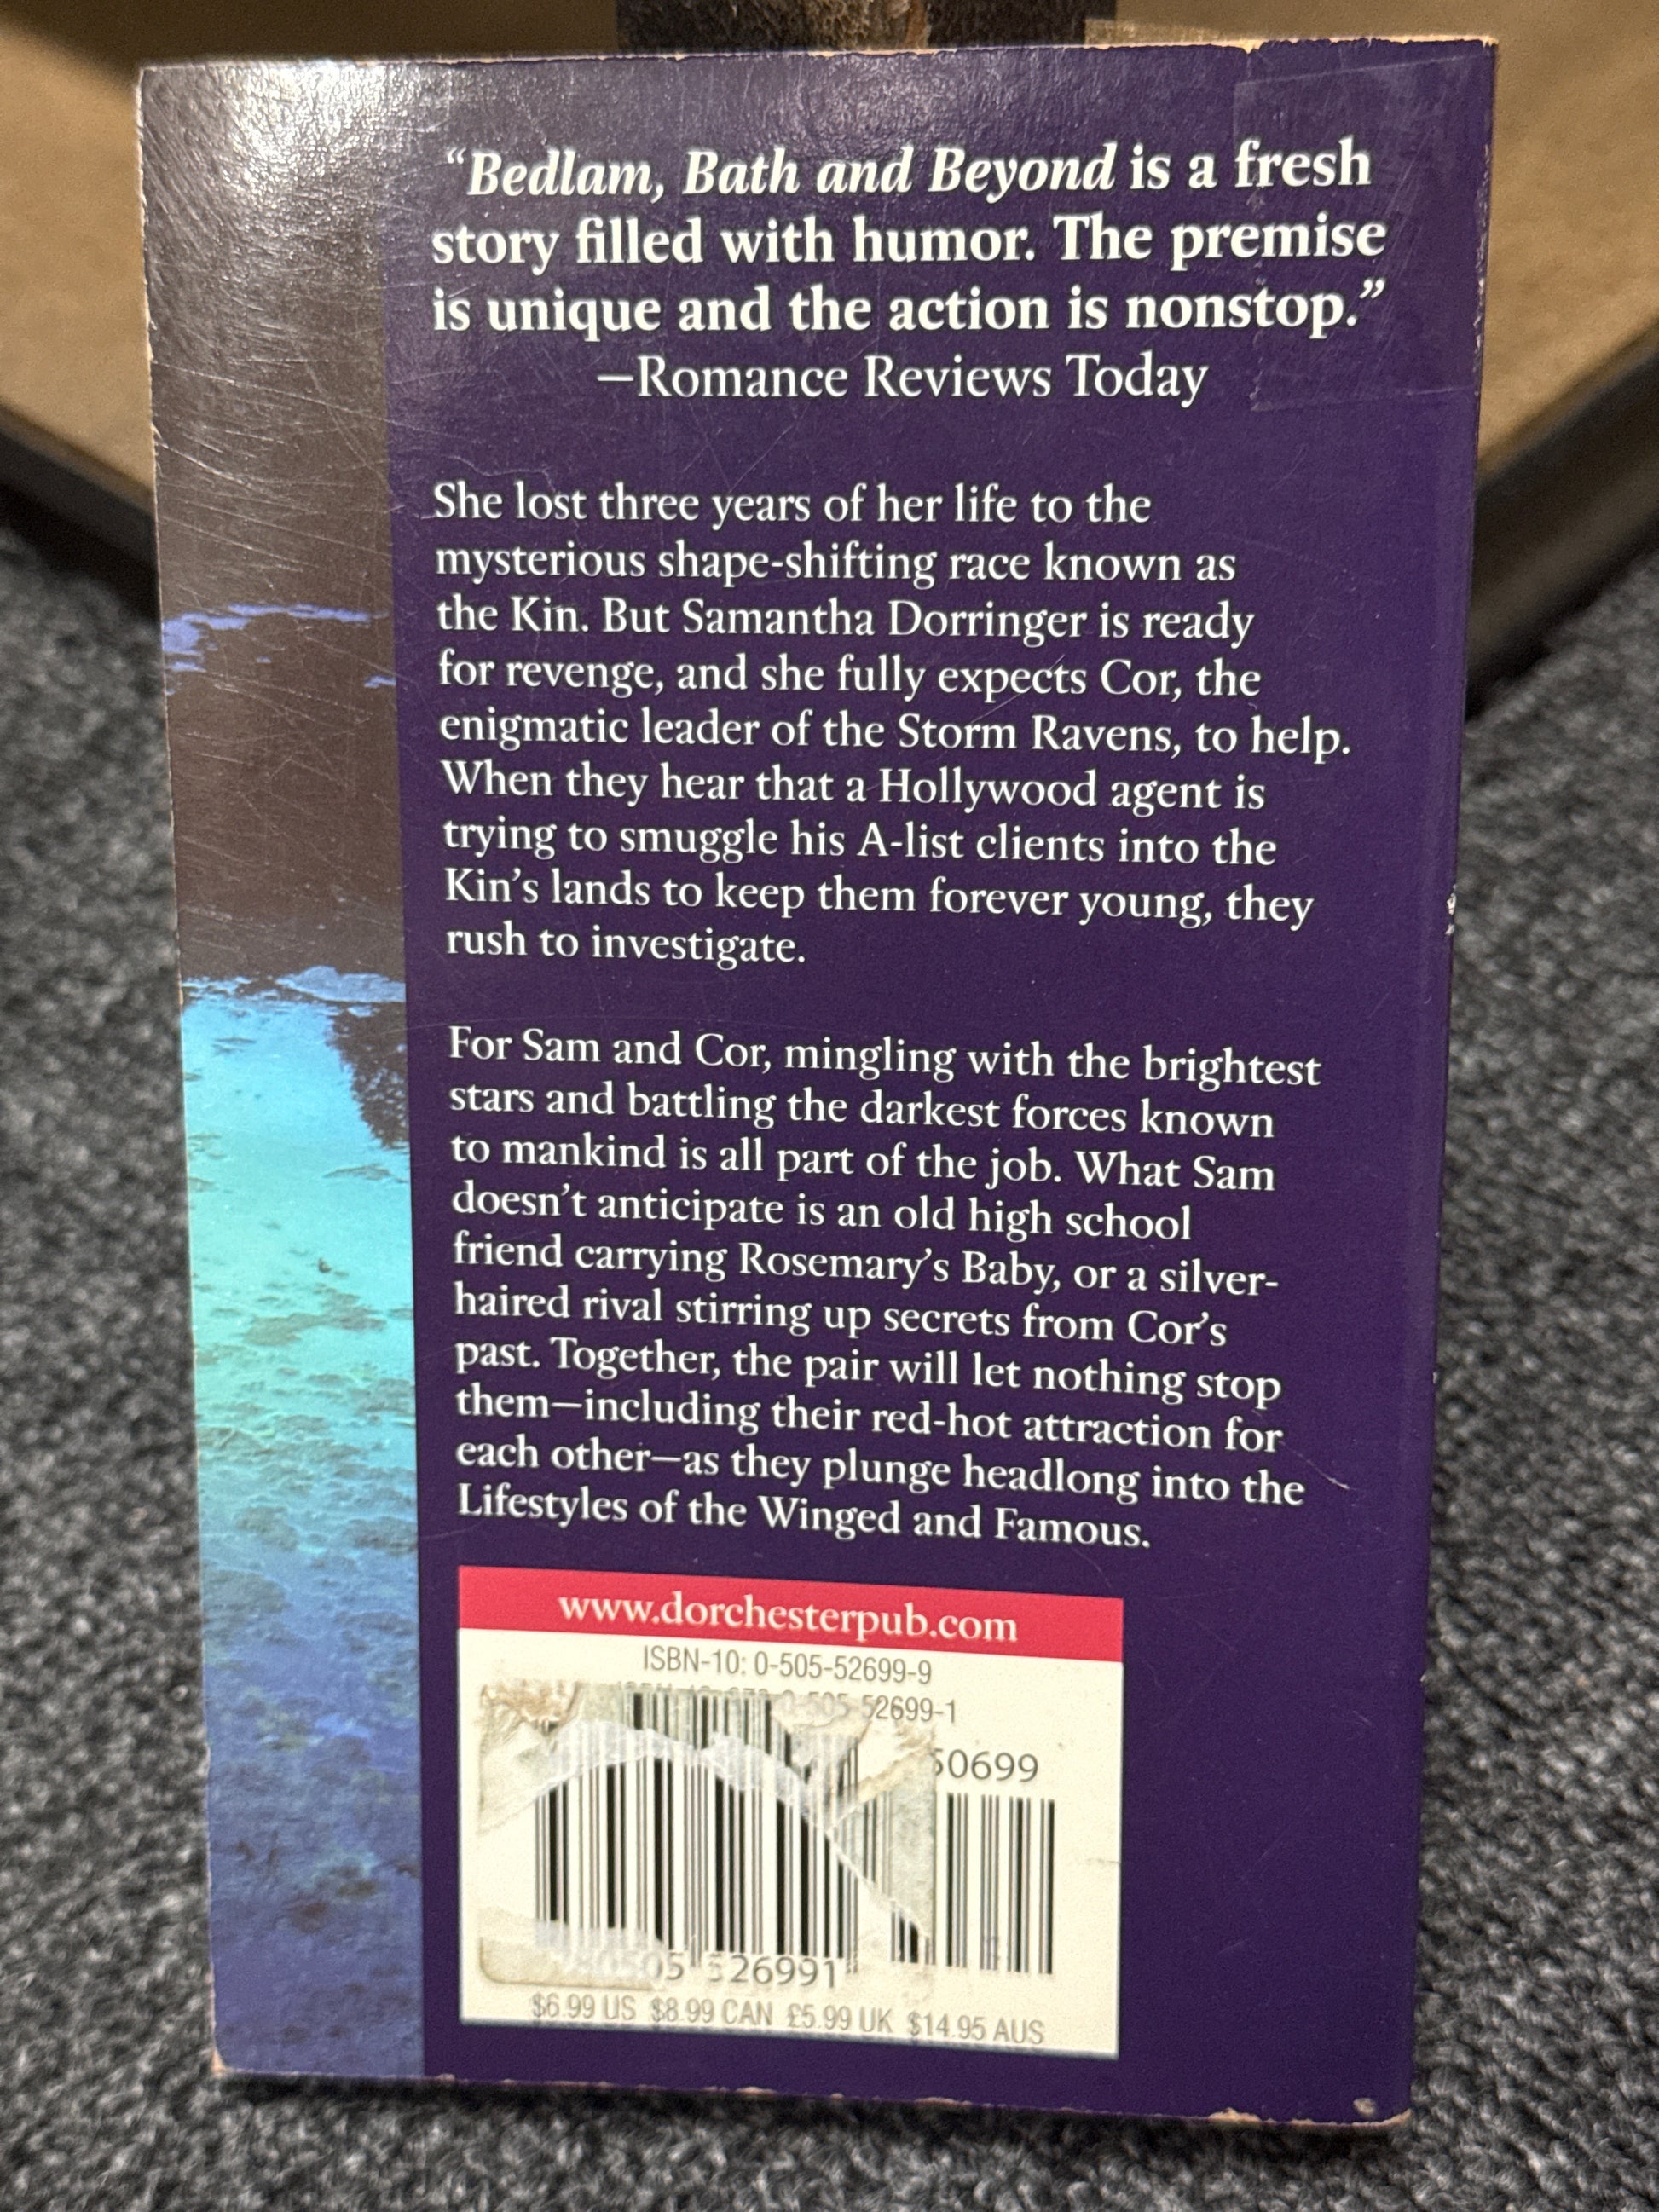 “Bedlam, Bath and Beyond is a fresh
story filled with humor. The premise
is unique and the action is nonstop.”
—Romance Reviews Today
She lost three years of her life to the
mysterious shape-shifting race known as
the Kin. But Samantha Dorringer is ready
for revenge, and she fully expects Cor, the
enigmatic leader of the Storm Ravens, to help.
When they hear that a Hollywood agent is
trying to smuggle his A-list clients into the
Kin’s lands to keep them forever young, they
rush to investigate.
For Sam and Cor, mingling with the brightest
stars and battling the darkest forces known
to mankind is all part of the job. What Sam
doesn’t anticipate is an old high school
friend carrying Rosemary’s Baby, or a silver-
haired rival stirring up secrets from Cor’s
past. Together, the pair will let nothing stop
them—including their red-hot attraction for
each other—as they plunge headlong into the
Lifestyles of the Winged and Famous.
www.dorchesterpub.com
ISBN-10: 0-505-52699-9
52699-1
50699
526991
$6.99 US $8.99 CAN £5.99 UK $14.95 AUS